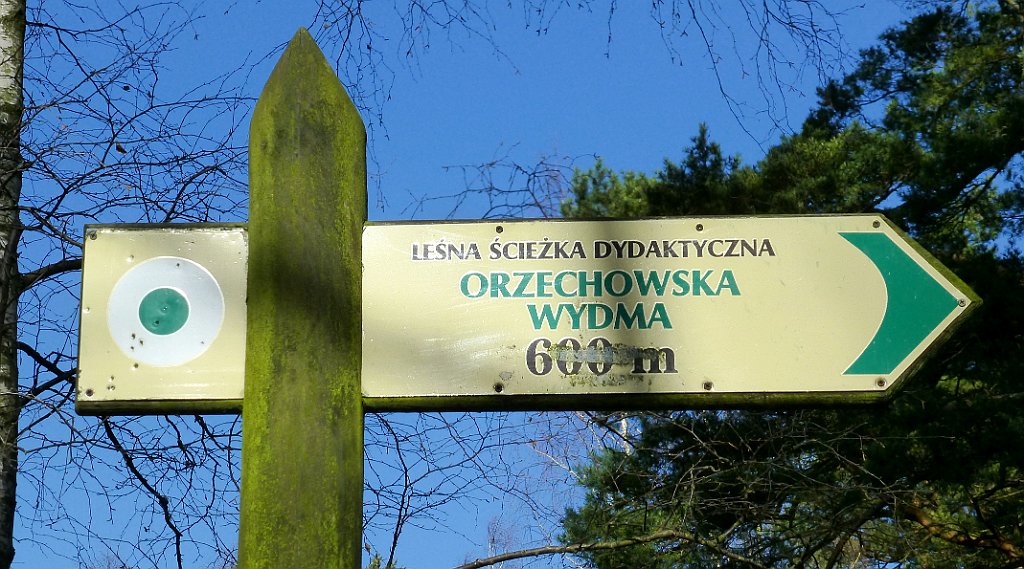 LEŚNA ŚCIEŻKA DYDAKTYCZNA
ORZECHOWSKA
WYDMA
600 m